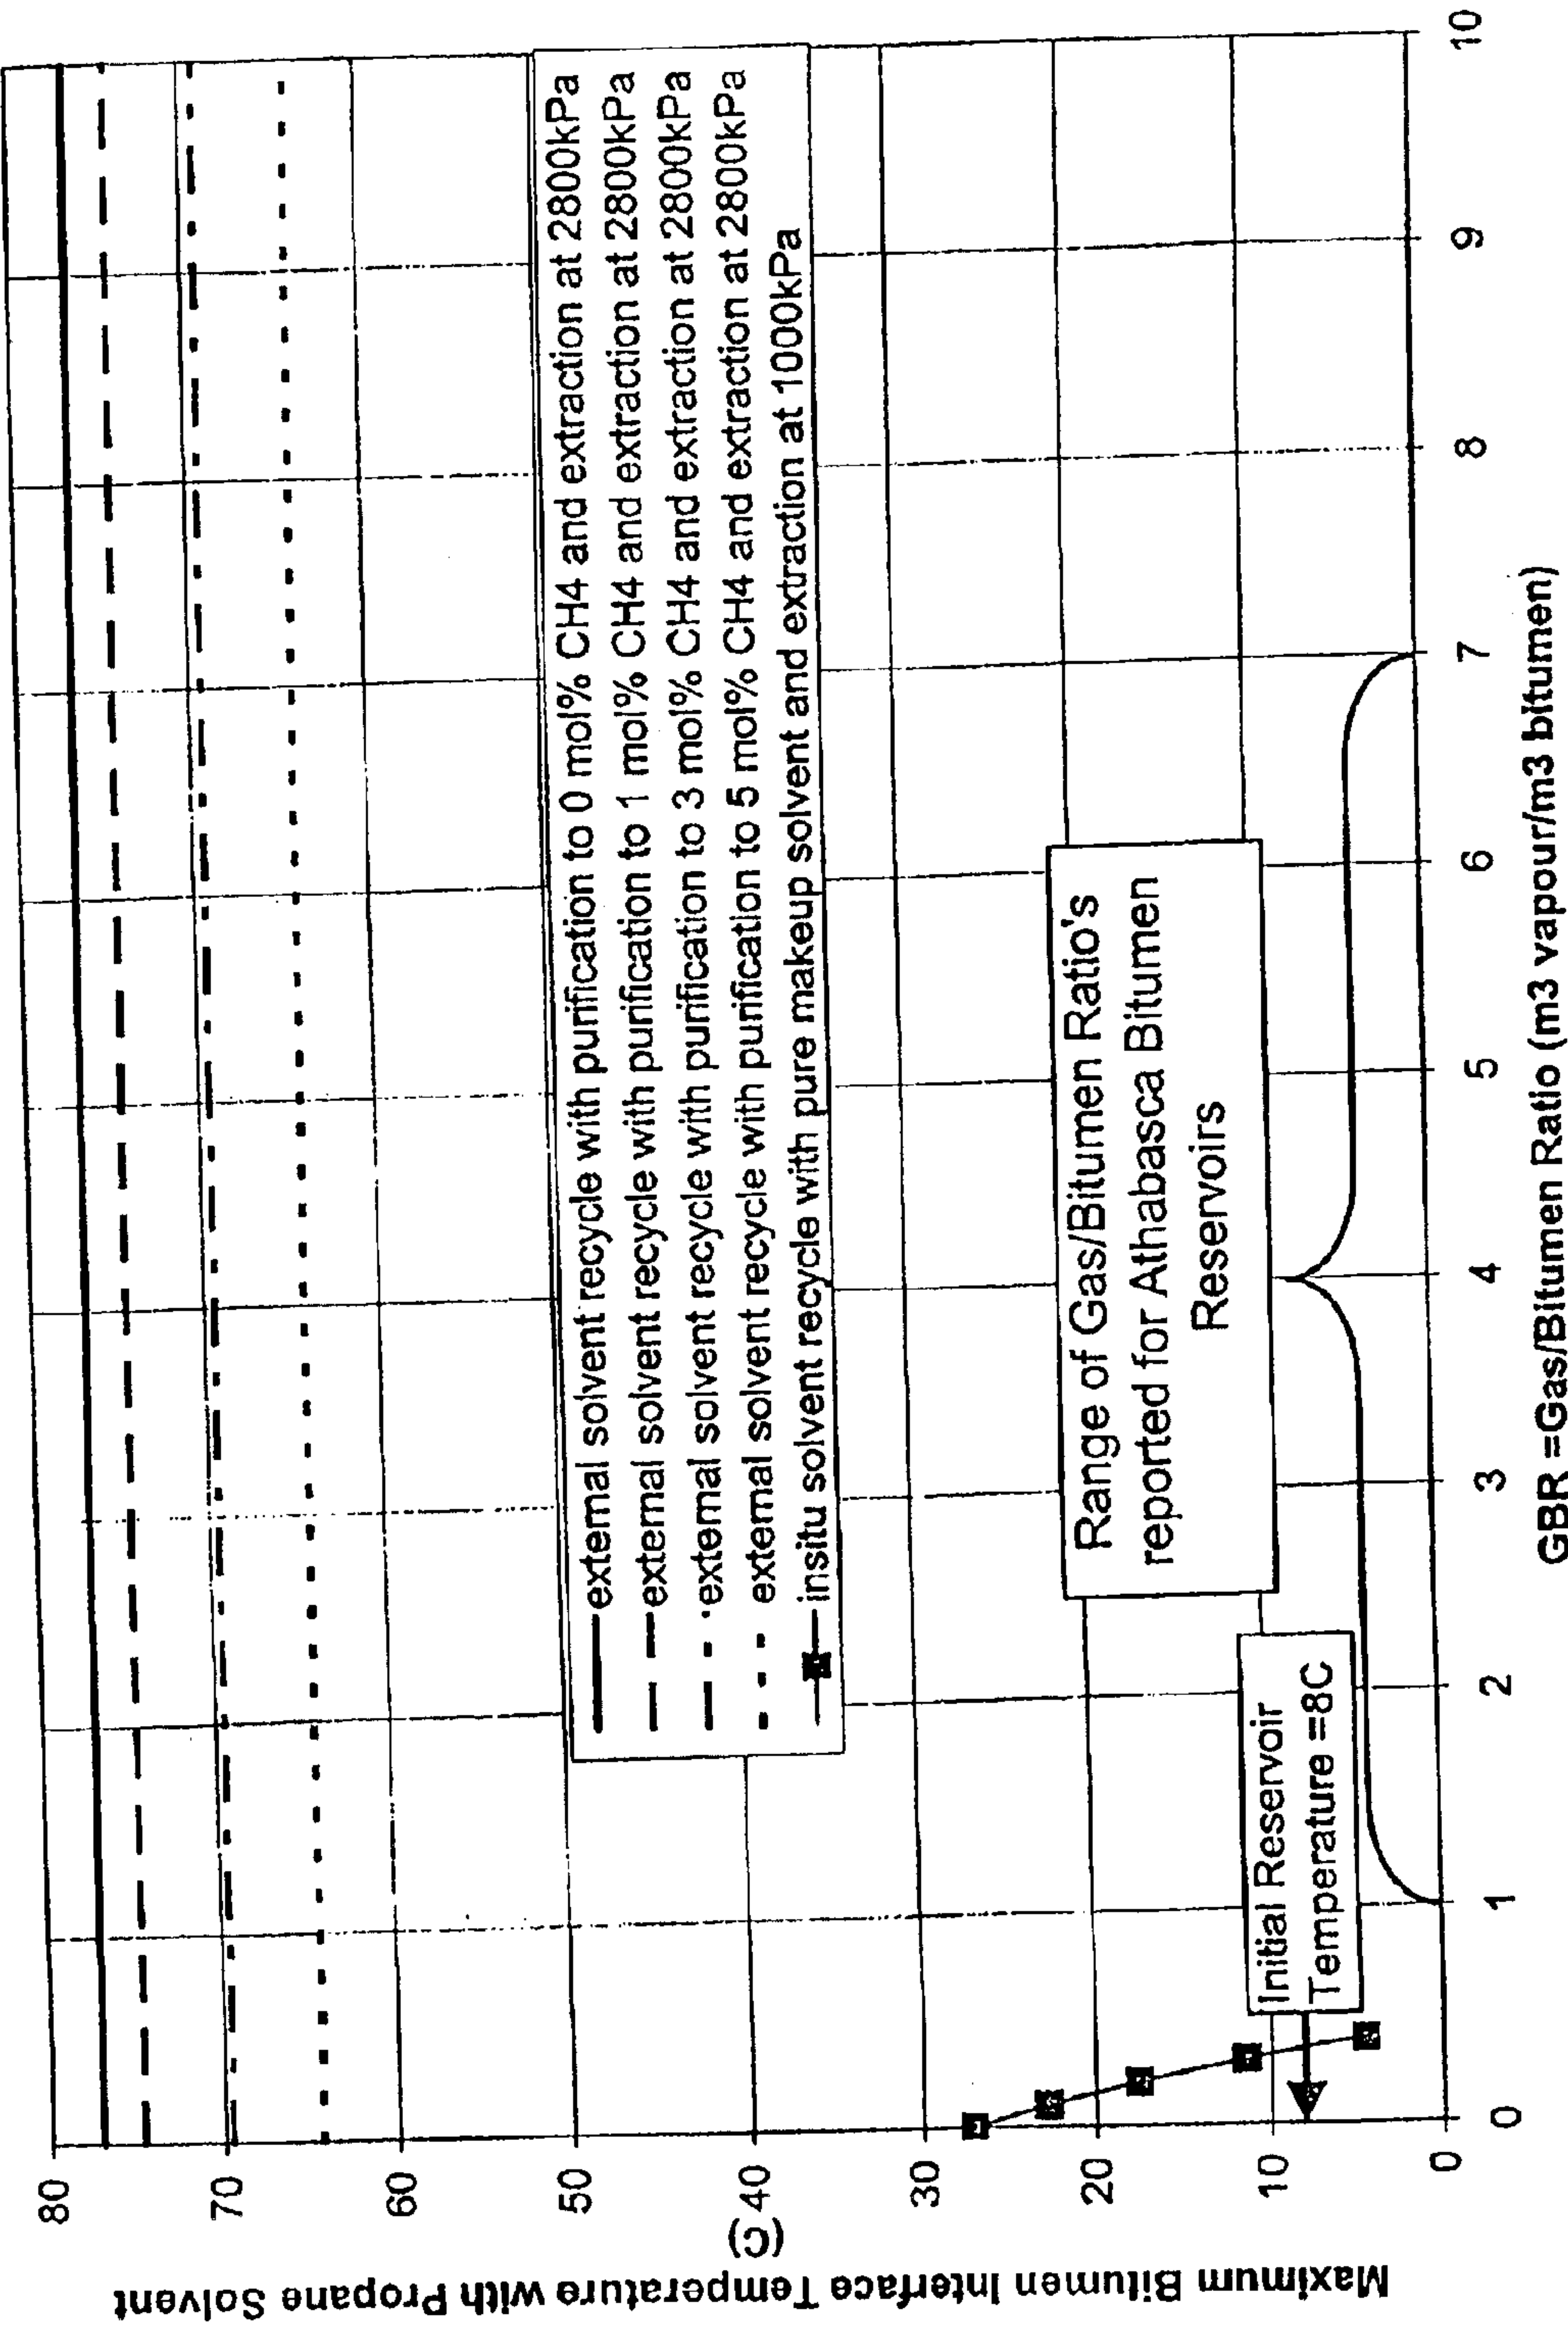 Maximum Bitumen Interface Temperature with Propane Solvent
(C)
80
70
60
50
40
30
20
10
0
external solvent recycle with purification to 0 mol% CH4 and extraction at 2800kPa
external solvent recycle with purification to 1 mol% CH4 and extraction at 2800kPa
external solvent recycle with purification to 3 mol% CH4 and extraction at 2800kPa
external solvent recycle with purification to 5 mol% CH4 and extraction at 2800kPa
insitu solvent recycle with pure makeup solvent and extraction at 1000kPa
Range of Gas/Bitumen Ratio's
reported for Athabasca Bitumen
Reservoirs
Initial Reservoir
Temperature =8C
0 1 2 3 4 5 6 7 8 9 10
GBR =Gas/Bitumen Ratio (m3 vapour/m3 bitumen)